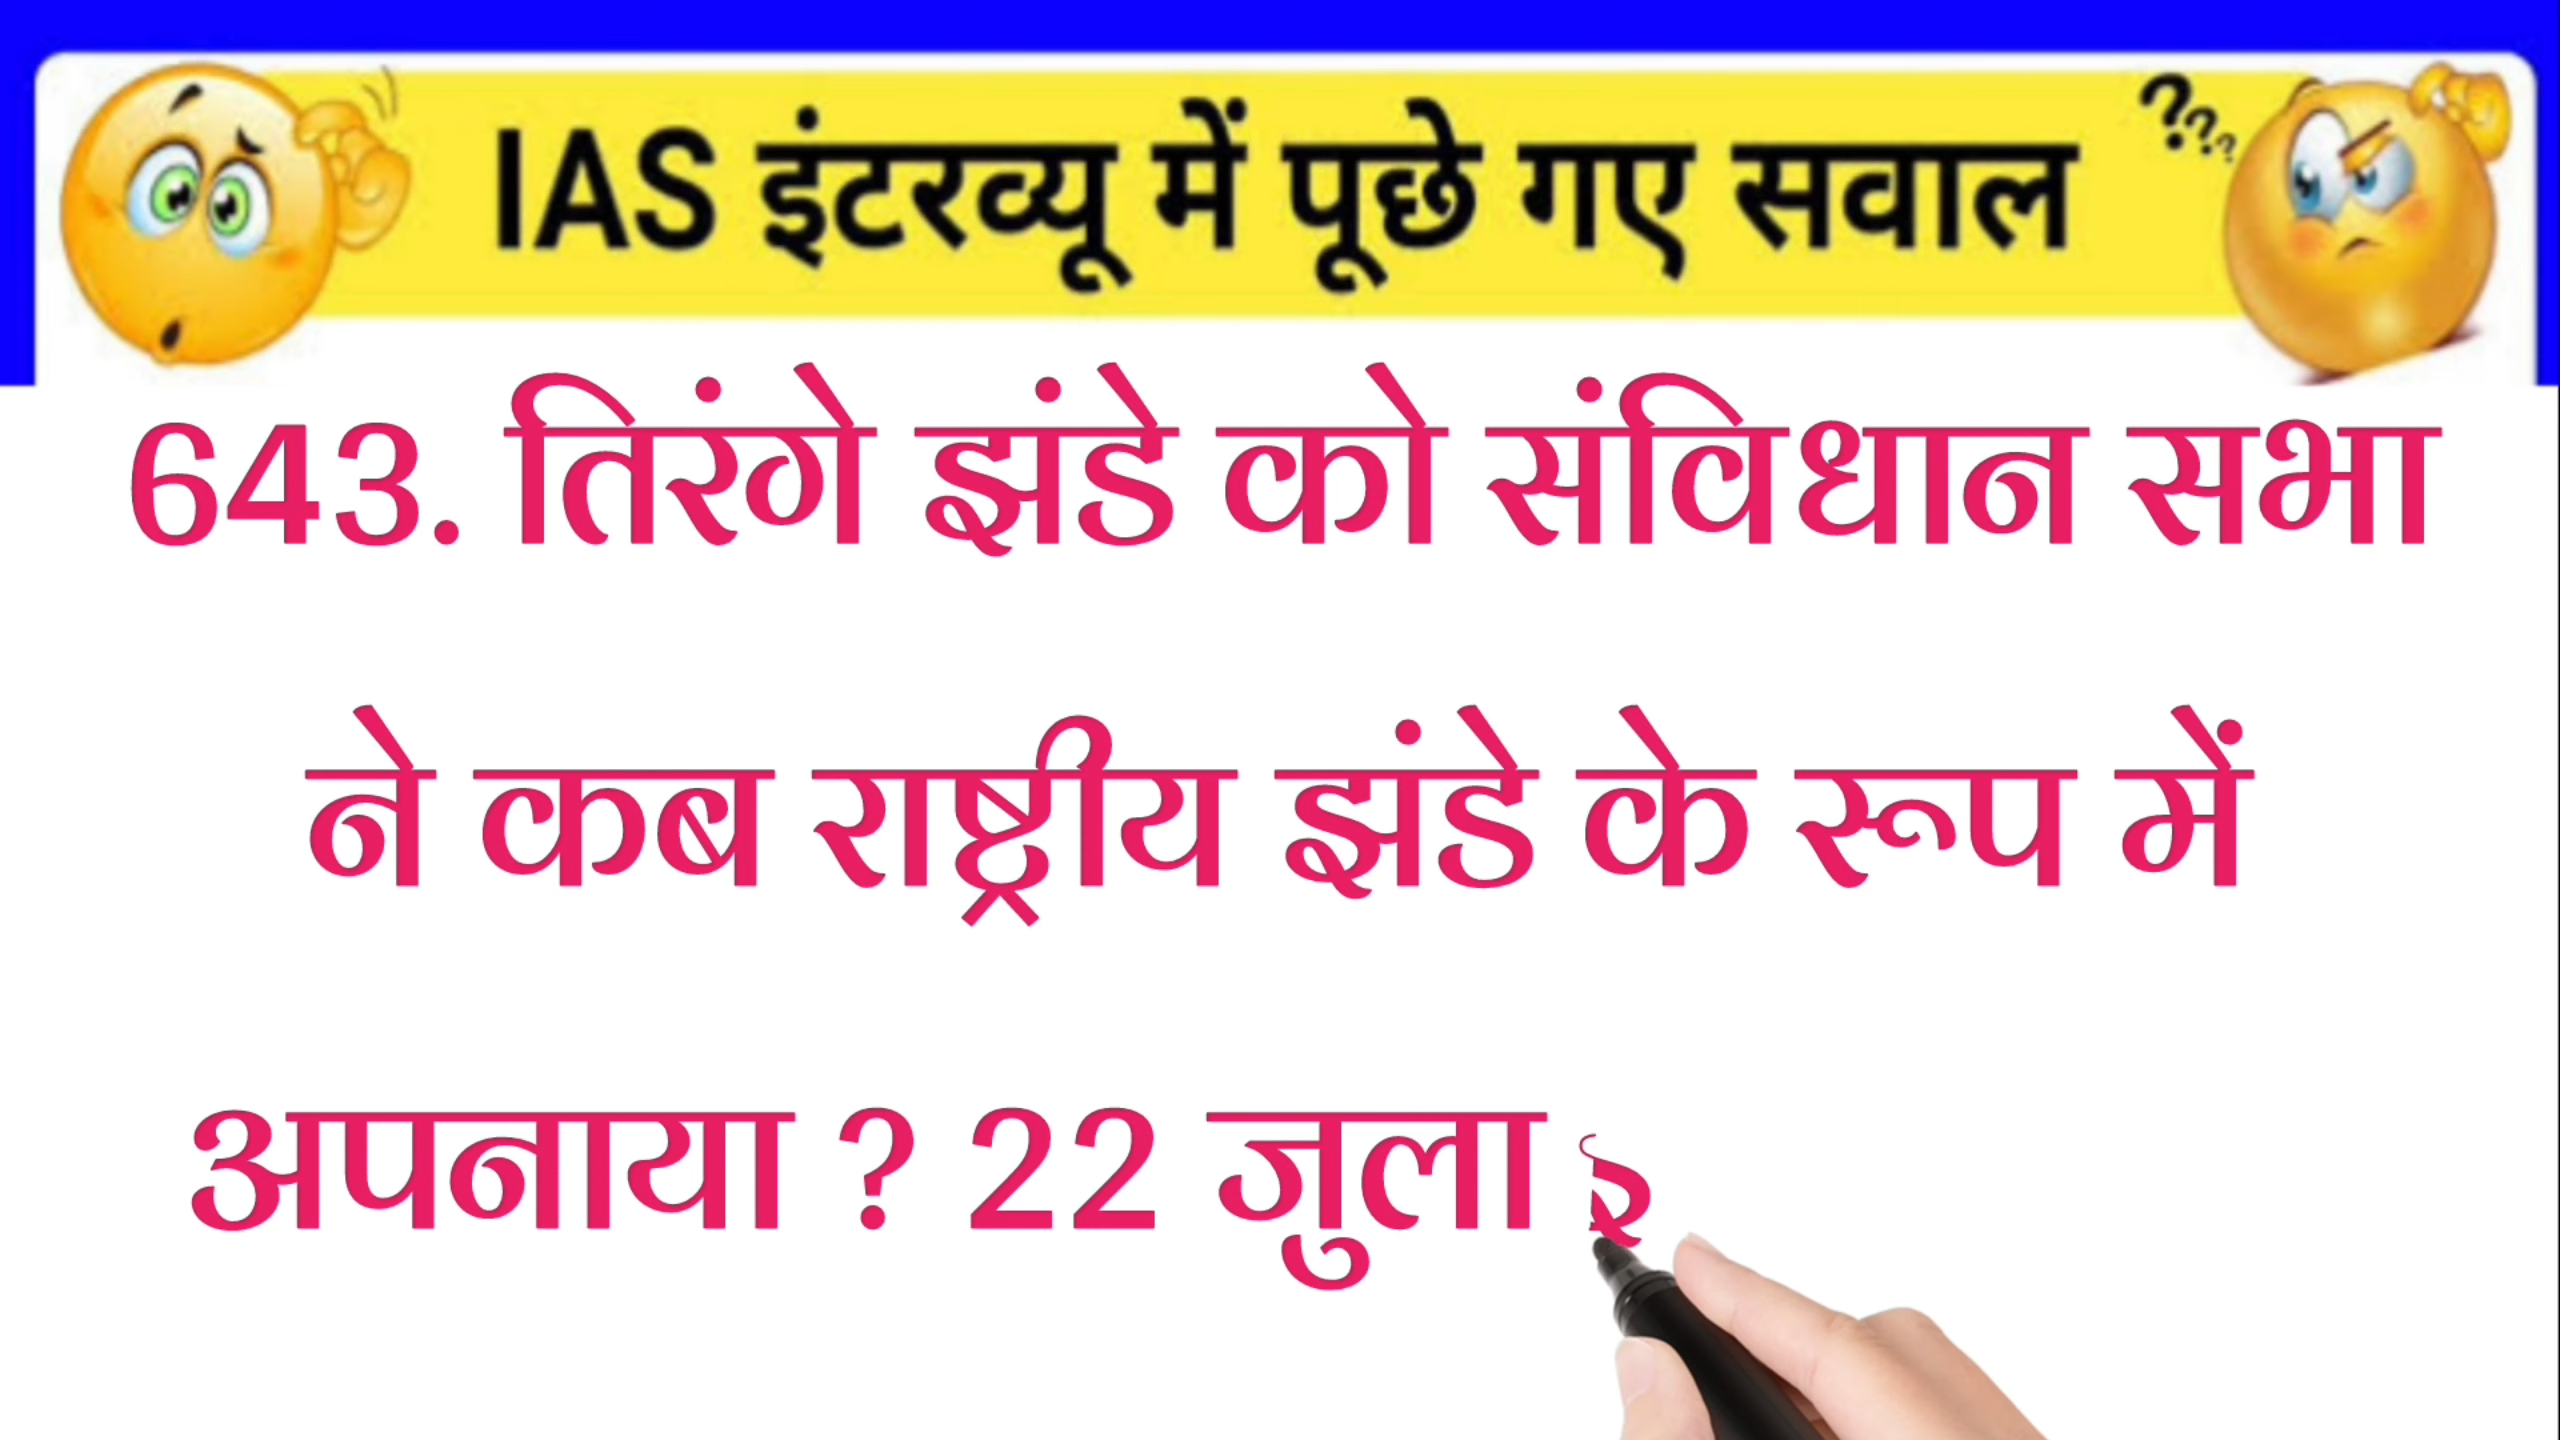 IAS इंटरव्यू में पूछे गए सवाल ???
643. तिरंगे झंडे को संविधान सभा
ने कब राष्ट्रीय झंडे के रूप में
अपनाया ? 22 जुला